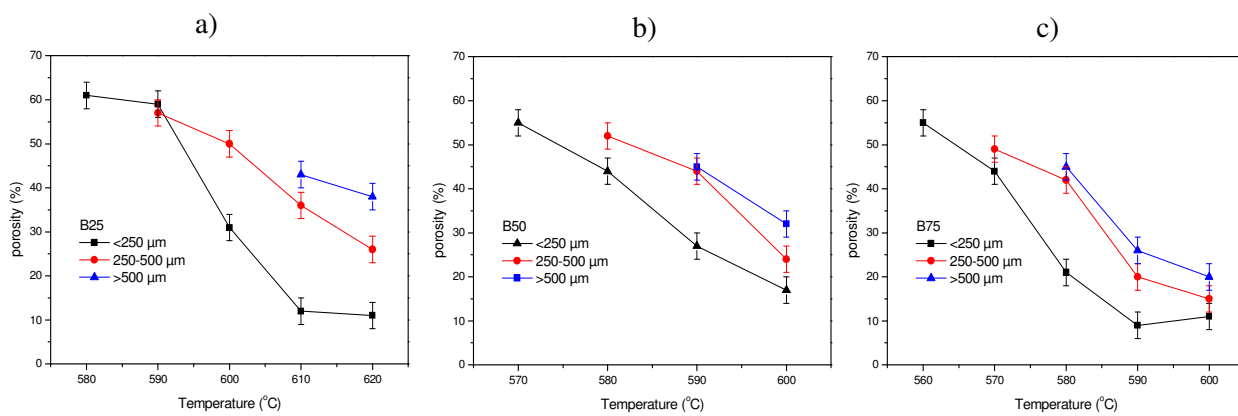 a)
70
60
50
40
30
20
10
0
porosity (%)
B25
<250 µm
250-500 µm
>500 µm
580 590 600 610 620
Temperature (°C)
b)
70
60
50
40
30
20
10
0
porosity (%)
B50
<250 µm
250-500 µm
>500 µm
570 580 590 600
Temperature (°C)
c)
70
60
50
40
30
20
10
0
porosity (%)
B75
<250 µm
250-500 µm
>500 µm
560 570 580 590 600
Temperature (°C)